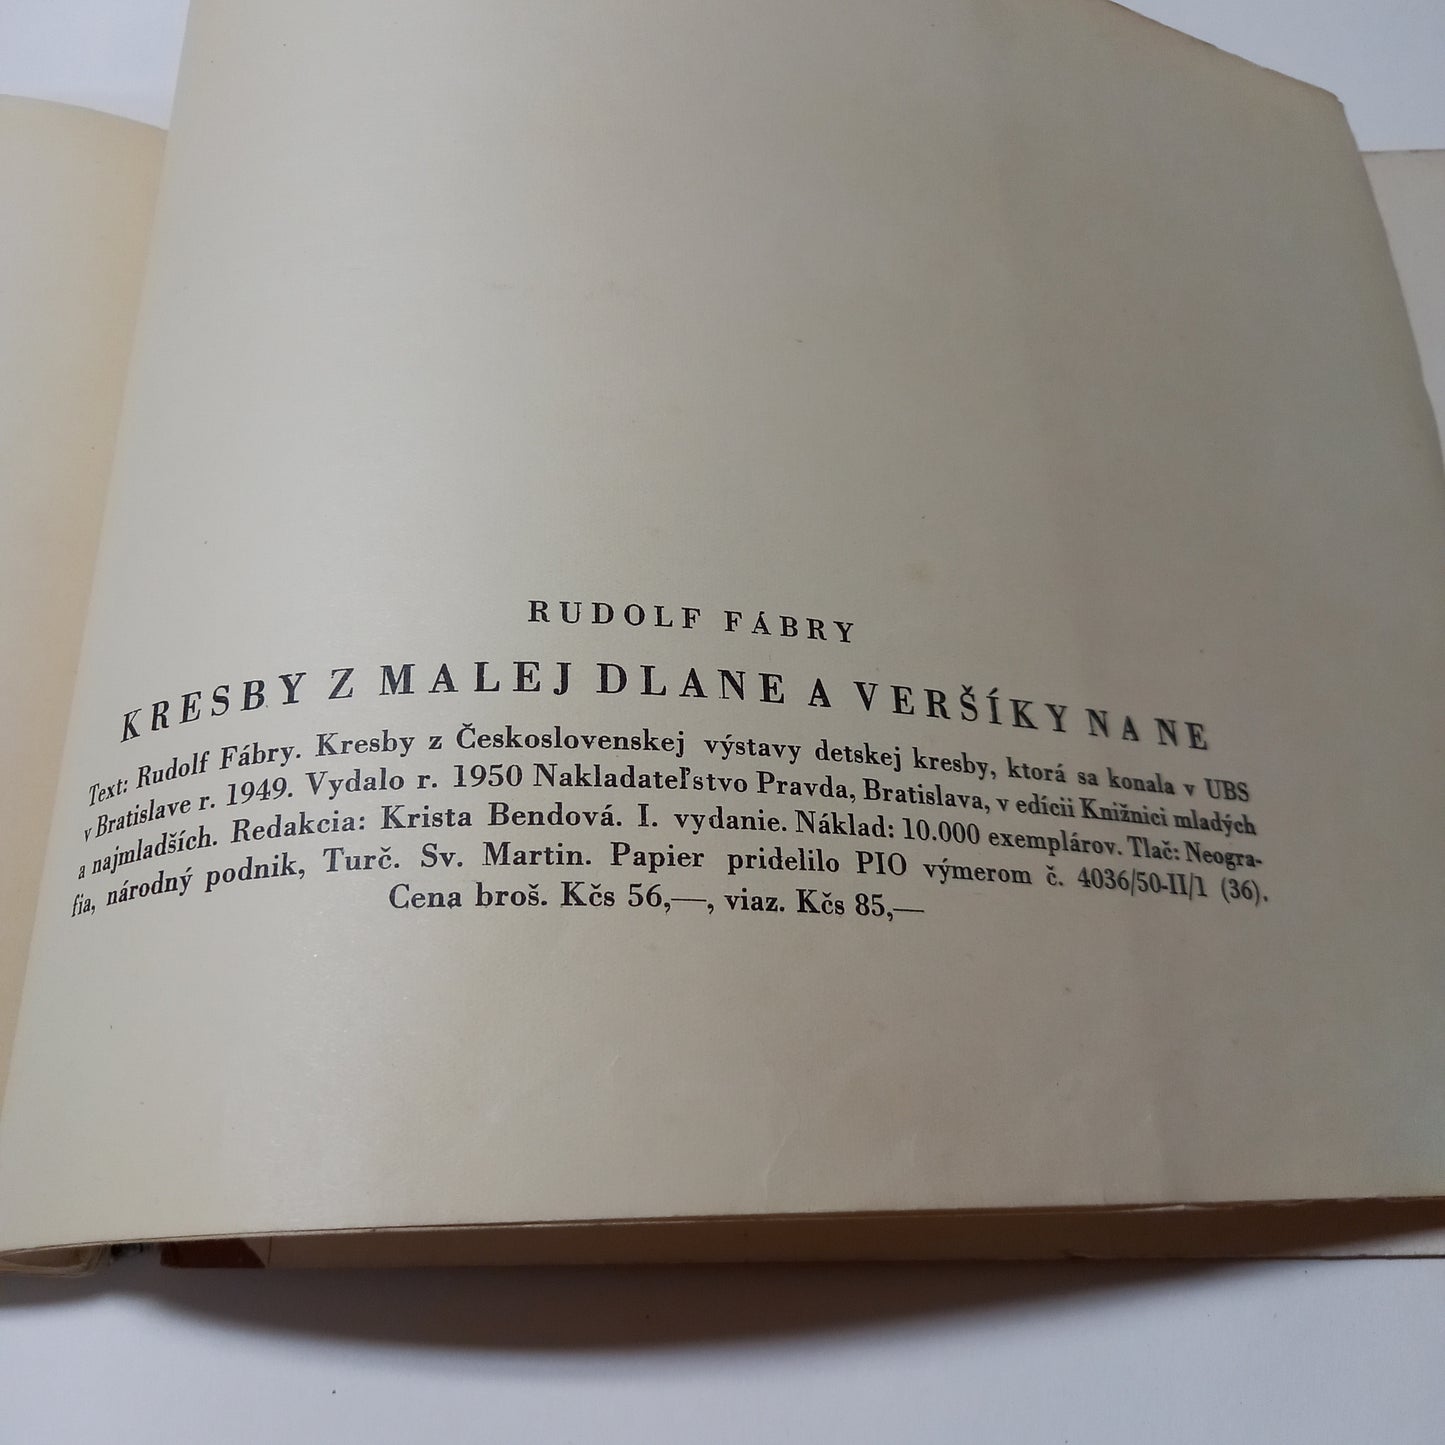 RUDOLF FÁBRY
KRESBY Z MALEJ DLANE A VERŠÍKY NA NE
Text: Rudolf Fábry. Kresby z Československej výstavy detskej kresby, ktorá sa konala v UBS
v Bratislave r. 1949. Vydalo r. 1950 Nakladateľstvo Pravda, Bratislava, v edícii Knižnici mladých
a najmladších. Redakcia: Krista Bendová. I. vydanie. Náklad: 10.000 exemplárov. Tlač: Neogra-
fia, národný podnik, Turč. Sv. Martin. Papier pridelilo PIO výmerom č. 4036/50-II/1 (36).
Cena broš. Kčs 56,—, viaz. Kčs 85,—